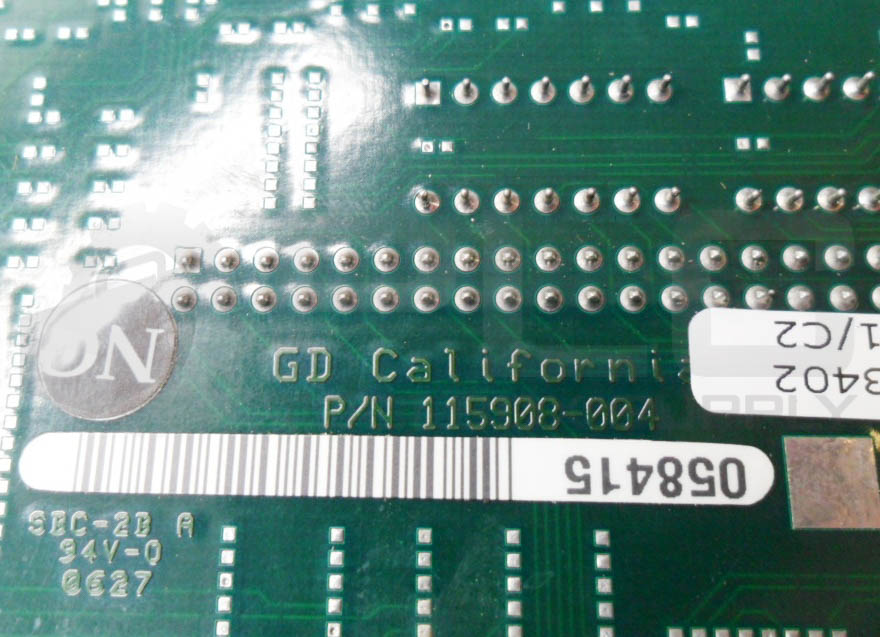 GD California
P/N 115908-004
1/C2
3402
058415
SBC-2B A
94V-0
0627
ON